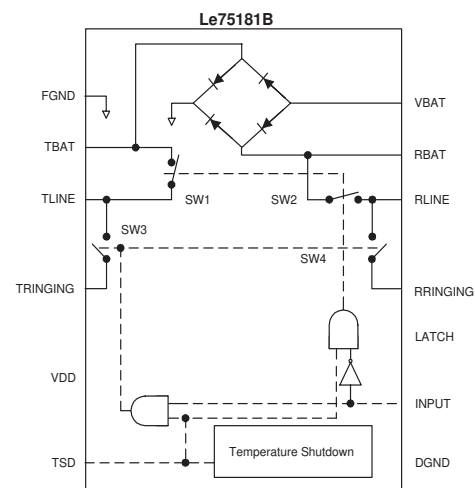 Le75181B
FGND
VBAT
TBAT
RBAT
TLINE
SW1
SW2
RLINE
SW3
SW4
TRINGING
RRINGING
LATCH
VDD
INPUT
Temperature Shutdown
TSD
DGND